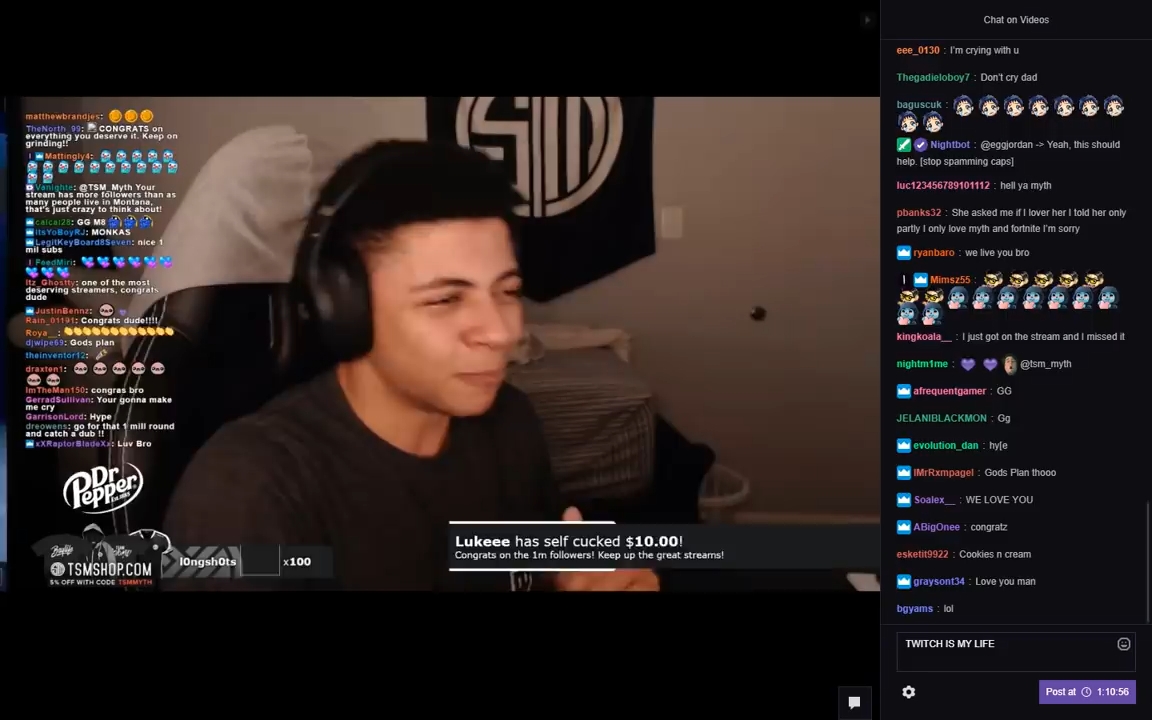 Chat on Videos
matthewbrandjes:
TheNorth_99: CONGRATS on
everything you deserve it. Keep on
grinding!!
Mattingly4:
Vanighte: @TSM_Myth Your
stream has more followers than as
many people live in Montana,
that's just crazy to think about!
calcal28: GG M8
ItsYoBoyRJ: MONKAS
LegitKeyBoard8Seven: nice 1
mil subs
FeedMiri:
Itz_Ghostty: one of the most
deserving streamers, congrats
dude
JustinBennz:
Rain_01191: Congrats dude!!!!
Roya__:
djwipe69: Gods plan
theinventor12:
draxten1:
ImTheMan150: congras bro
GerradSullivan: Your gonna make
me cry
GarrisonLord: Hype
dreowens: go for that 1 mill round
and catch a dub !!
xXRaptorBladeXx: Luv Bro
Dr Pepper
TSMSHOP.COM
5% OFF WITH CODE TSMMYTH
l0ngsh0ts
x100
Lukeee has self cucked $10.00!
Congrats on the 1m followers! Keep up the great streams!
eee_0130 : I'm crying with u
Thegadieloboy7 : Don't cry dad
baguscuk :
Nightbot : @eggjordan -> Yeah, this should
help. [stop spamming caps]
luc123456789101112 : hell ya myth
pbanks32 : She asked me if I lover her I told her only
partly I only love myth and fortnite I'm sorry
ryanbaro : we live you bro
Mimsz55 :
kingkoala__ : I just got on the stream and I missed it
nightm1me : @tsm_myth
afrequentgamer : GG
JELANIBLACKMON : Gg
evolution_dan : hy[e
IMrRxmpageI : Gods Plan thooo
Soalex__ : WE LOVE YOU
ABigOnee : congratz
esketit9922 : Cookies n cream
graysont34 : Love you man
bgyams : lol
TWITCH IS MY LIFE
Post at 1:10:56